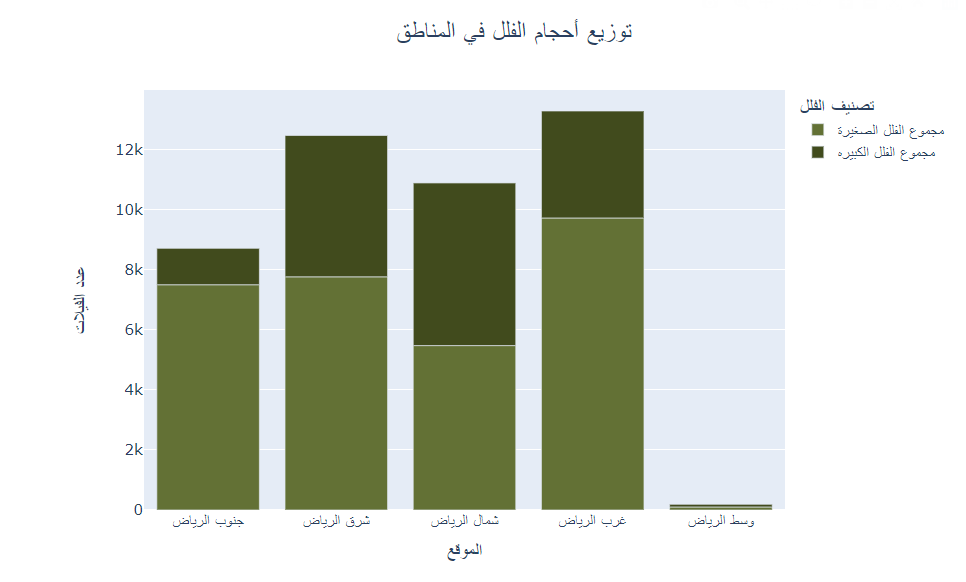 توزيع أحجام الفلل في المناطق
تصنيف الفلل
مجموع الفلل الصغيرة
مجموع الفلل الكبيره
عدد الفيلات
12k
10k
8k
6k
4k
2k
0
جنوب الرياض
شرق الرياض
شمال الرياض
غرب الرياض
وسط الرياض
الموقع